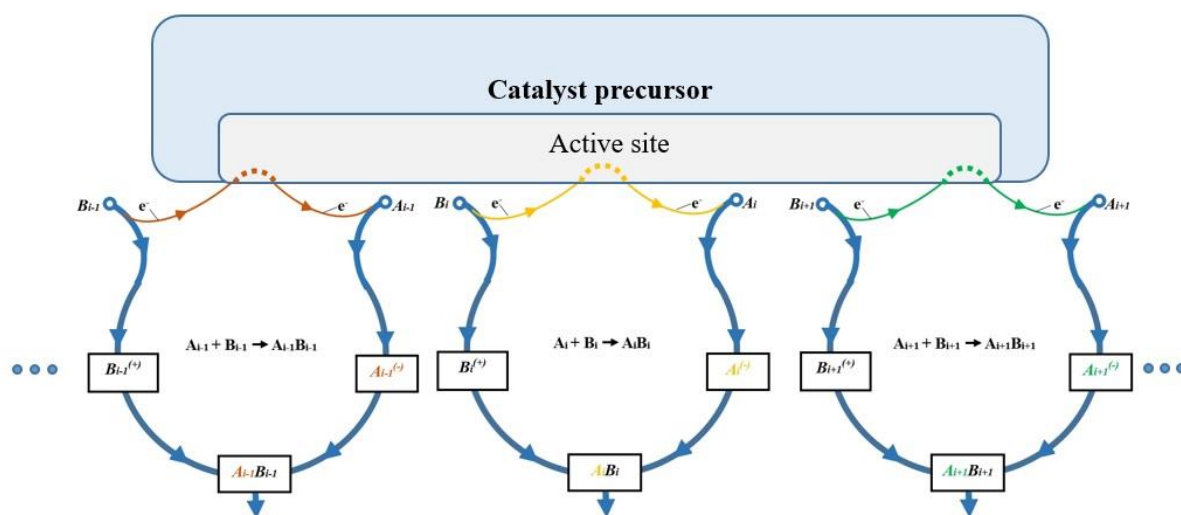 Catalyst precursor
Active site
Bi-1 e- e- Ai-1 Bi e- e- Ai Bi+1 e- e- Ai+1
Ai-1 + Bi-1 → Ai-1Bi-1 Ai + Bi → AiBi Ai+1 + Bi+1 → Ai+1Bi+1
Bi-1(+) Ai-1(-) Bi(+) Ai(-) Bi+1(+) Ai+1(-)
Ai-1Bi-1 AiBi Ai+1Bi+1